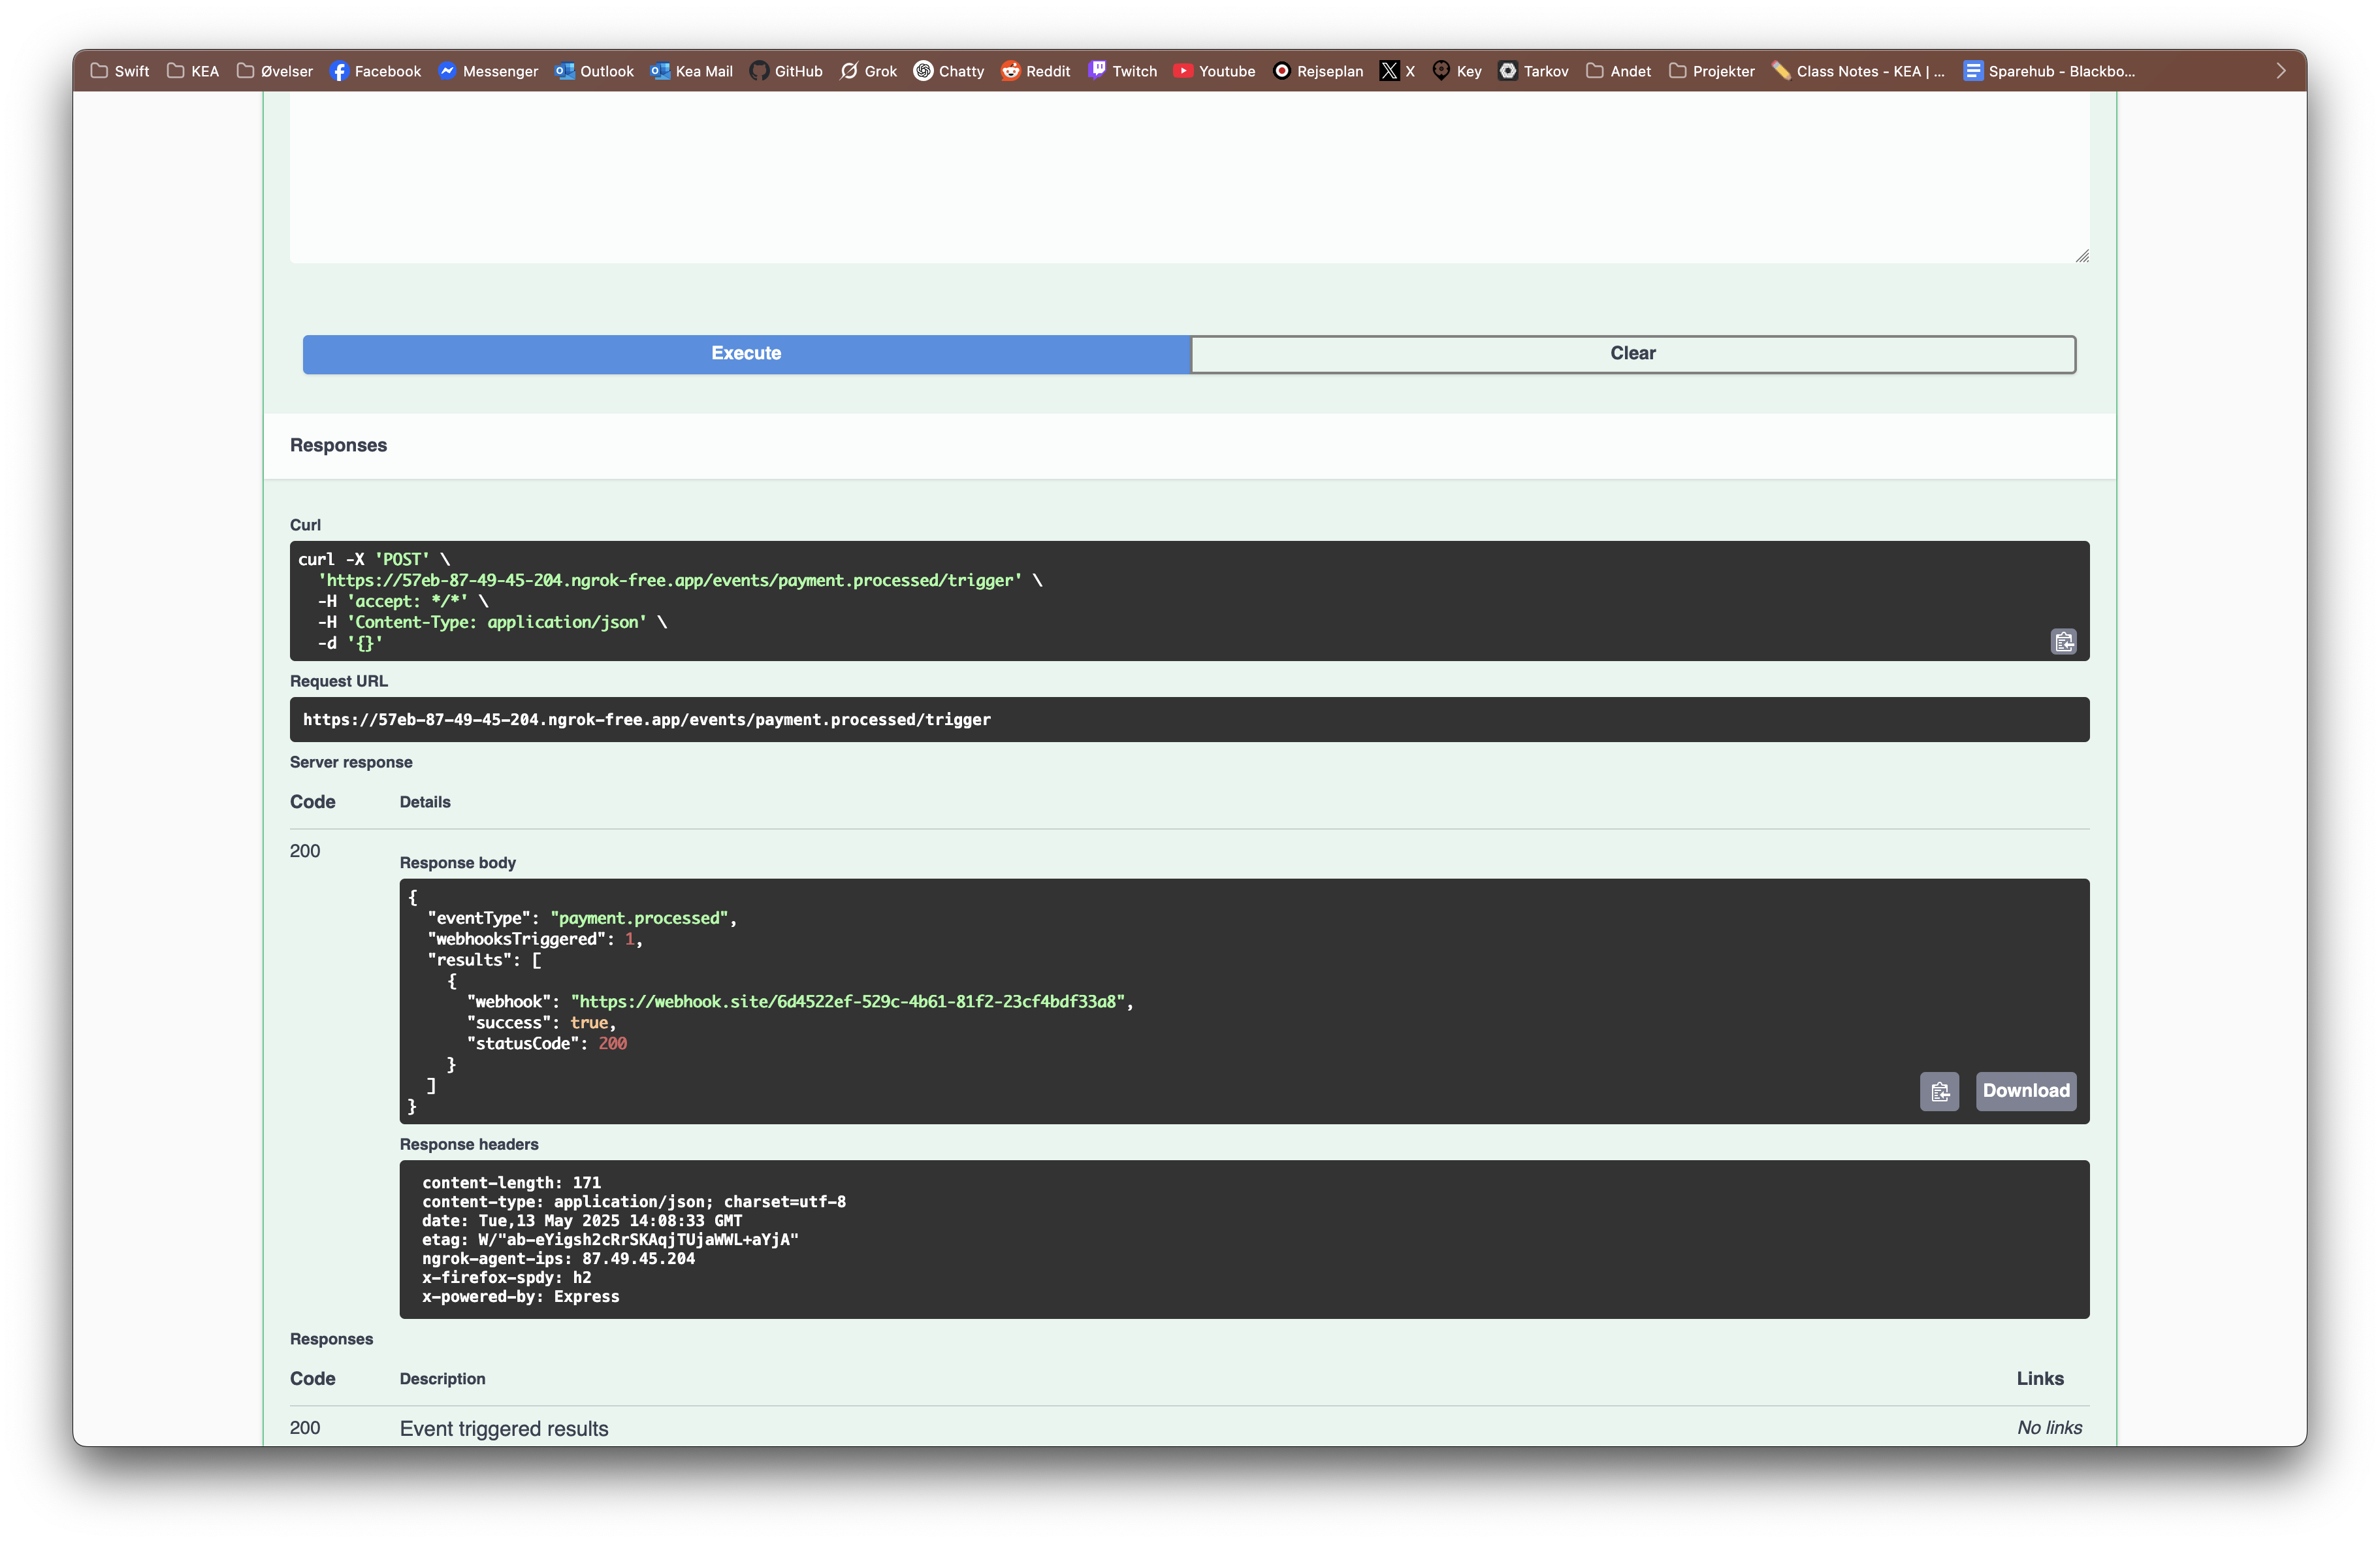 Swift KEA Øvelser Facebook Messenger Outlook Kea Mail GitHub Grok Chatty Reddit Twitch Youtube Rejseplan X Key Tarkov Andet Projekter Class Notes - KEA | ... Sparehub - Blackbo...
Execute Clear
Responses
Curl
curl -X 'POST' \
'https://57eb-87-49-45-204.ngrok-free.app/events/payment.processed/trigger' \
-H 'accept: */*' \
-H 'Content-Type: application/json' \
-d '{}'
Request URL
https://57eb-87-49-45-204.ngrok-free.app/events/payment.processed/trigger
Server response
Code Details
200
Response body
{
"eventType": "payment.processed",
"webhooksTriggered": 1,
"results": [
{
"webhook": "https://webhook.site/6d4522ef-529c-4b61-81f2-23cf4bdf33a8",
"success": true,
"statusCode": 200
}
]
}
Download
Response headers
content-length: 171
content-type: application/json; charset=utf-8
date: Tue,13 May 2025 14:08:33 GMT
etag: W/"ab-eYigsh2cRrSKAqjTUjaWWL+aYjA"
ngrok-agent-ips: 87.49.45.204
x-firefox-spdy: h2
x-powered-by: Express
Responses
Code Description Links
200 Event triggered results No links